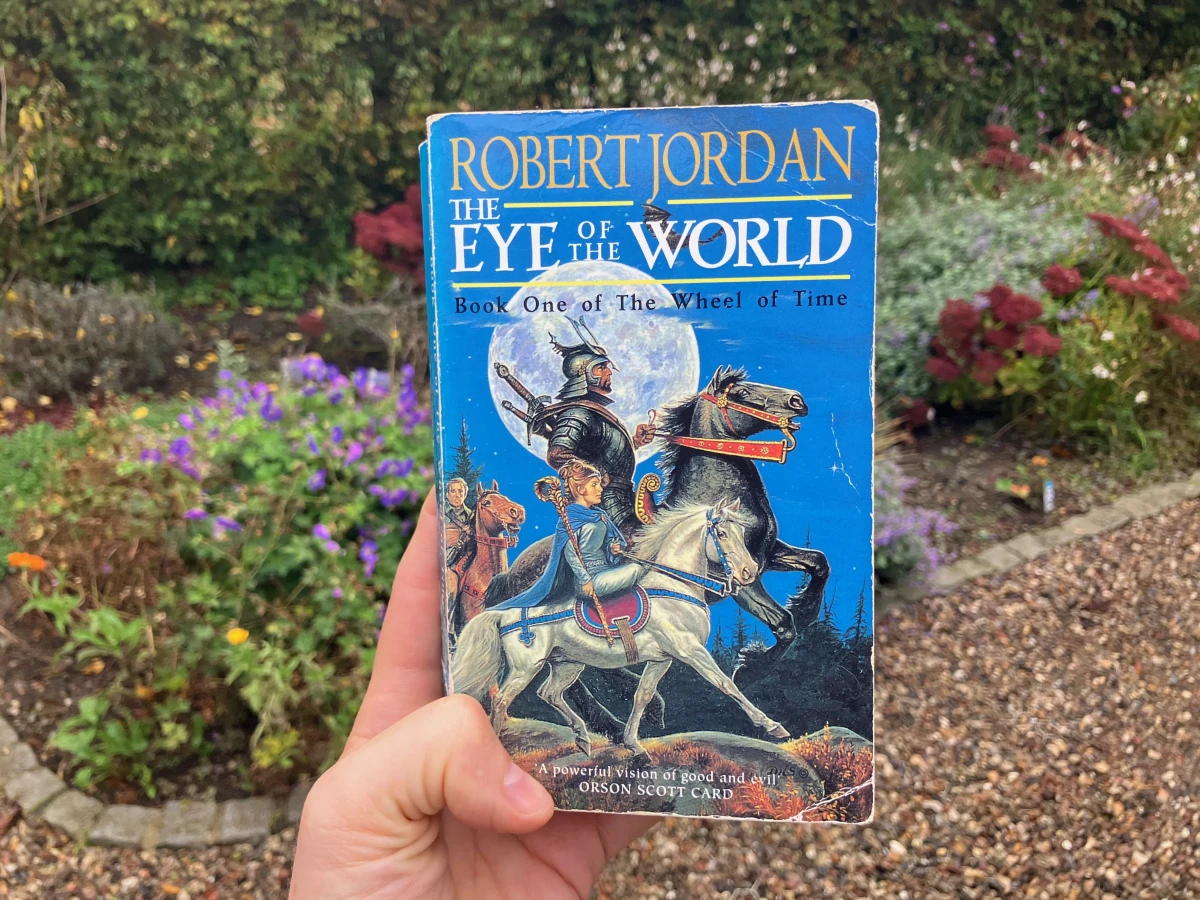 ROBERT JORDAN
THE
EYE OF THE WORLD
Book One of The Wheel of Time
'A powerful vision of good and evil'
ORSON SCOTT CARD